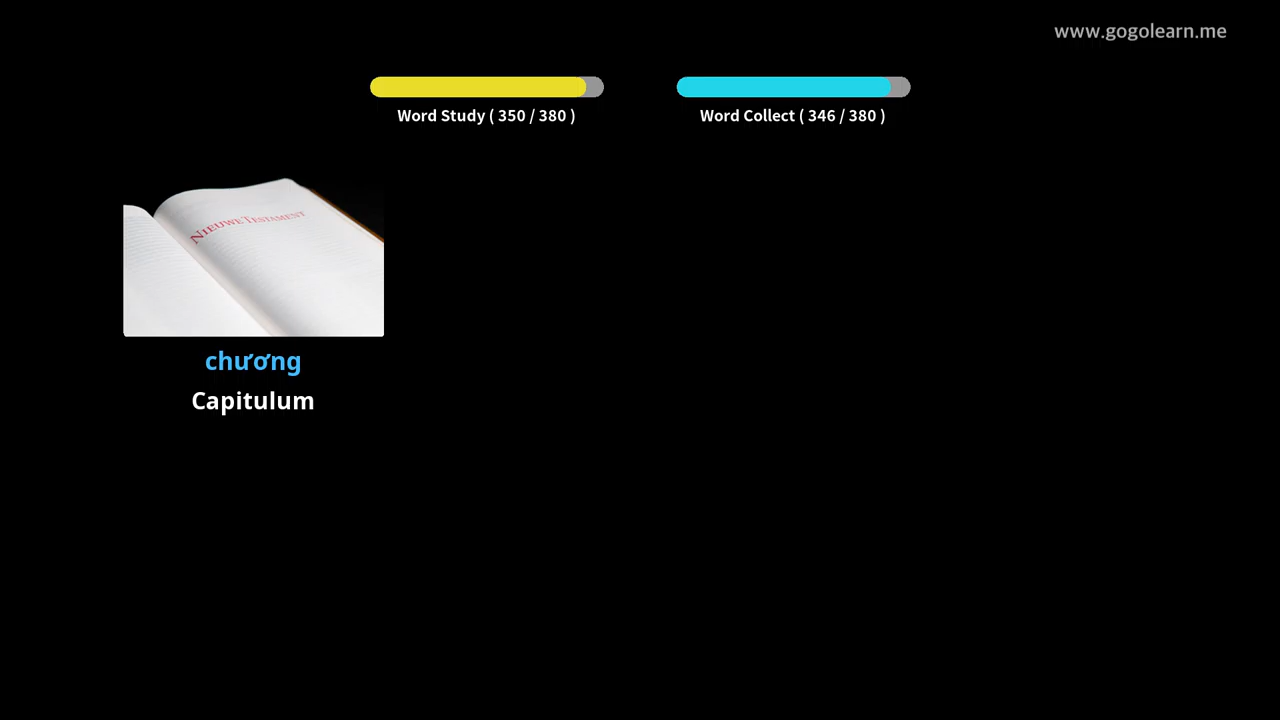 www.gogolearn.me
Word Study ( 350 / 380 )
Word Collect ( 346 / 380 )
NIEUWE TESTAMENT
chương
Capitulum